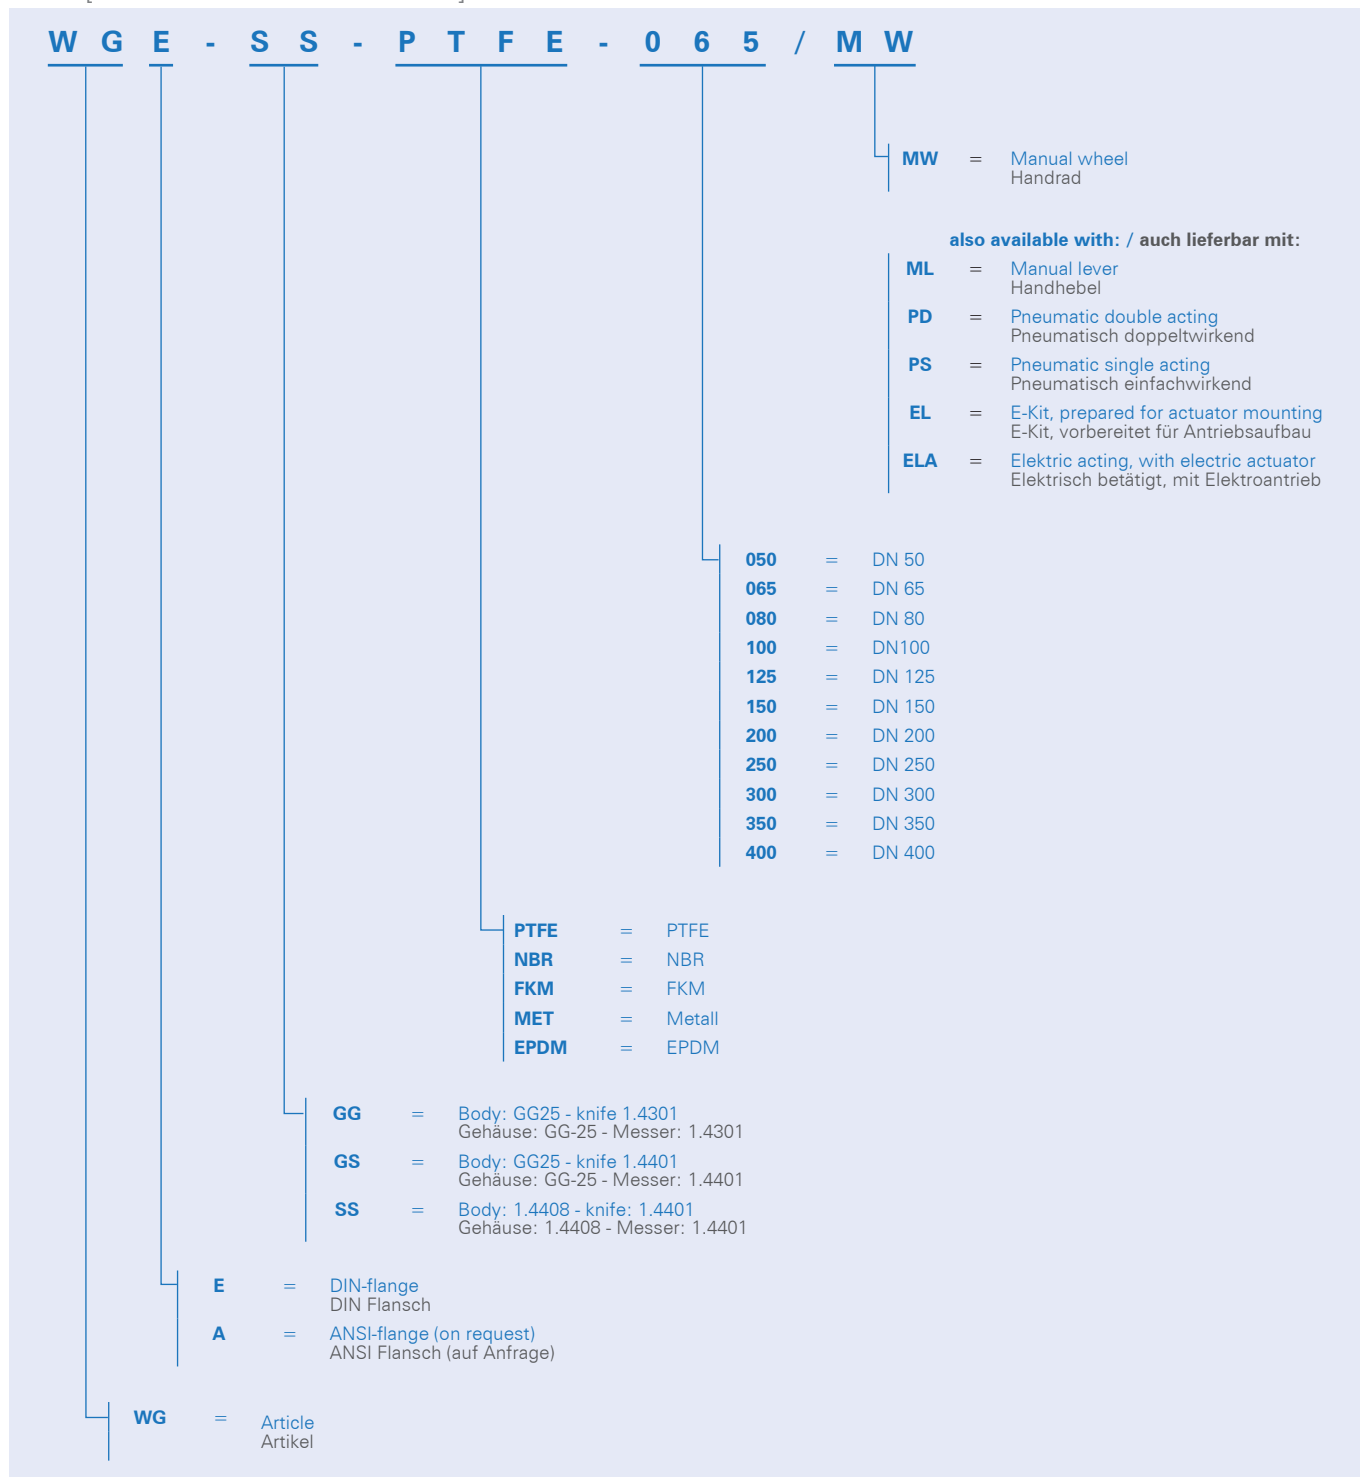 W G E - S S - P T F E - 0 6 5 / M W
MW = Manual wheel
Handrad
also available with: / auch lieferbar mit:
ML = Manual lever
Handhebel
PD = Pneumatic double acting
Pneumatisch doppeltwirkend
PS = Pneumatic single acting
Pneumatisch einfachwirkend
EL = E-Kit, prepared for actuator mounting
E-Kit, vorbereitet für Antriebsaufbau
ELA = Elektric acting, with electric actuator
Elektrisch betätigt, mit Elektroantrieb
050 = DN 50
065 = DN 65
080 = DN 80
100 = DN100
125 = DN 125
150 = DN 150
200 = DN 200
250 = DN 250
300 = DN 300
350 = DN 350
400 = DN 400
PTFE = PTFE
NBR = NBR
FKM = FKM
MET = Metall
EPDM = EPDM
GG = Body: GG25 - knife 1.4301
Gehäuse: GG-25 - Messer: 1.4301
GS = Body: GG25 - knife 1.4401
Gehäuse: GG-25 - Messer: 1.4401
SS = Body: 1.4408 - knife: 1.4401
Gehäuse: 1.4408 - Messer: 1.4401
E = DIN-flange
DIN Flansch
A = ANSI-flange (on request)
ANSI Flansch (auf Anfrage)
WG = Article
Artikel